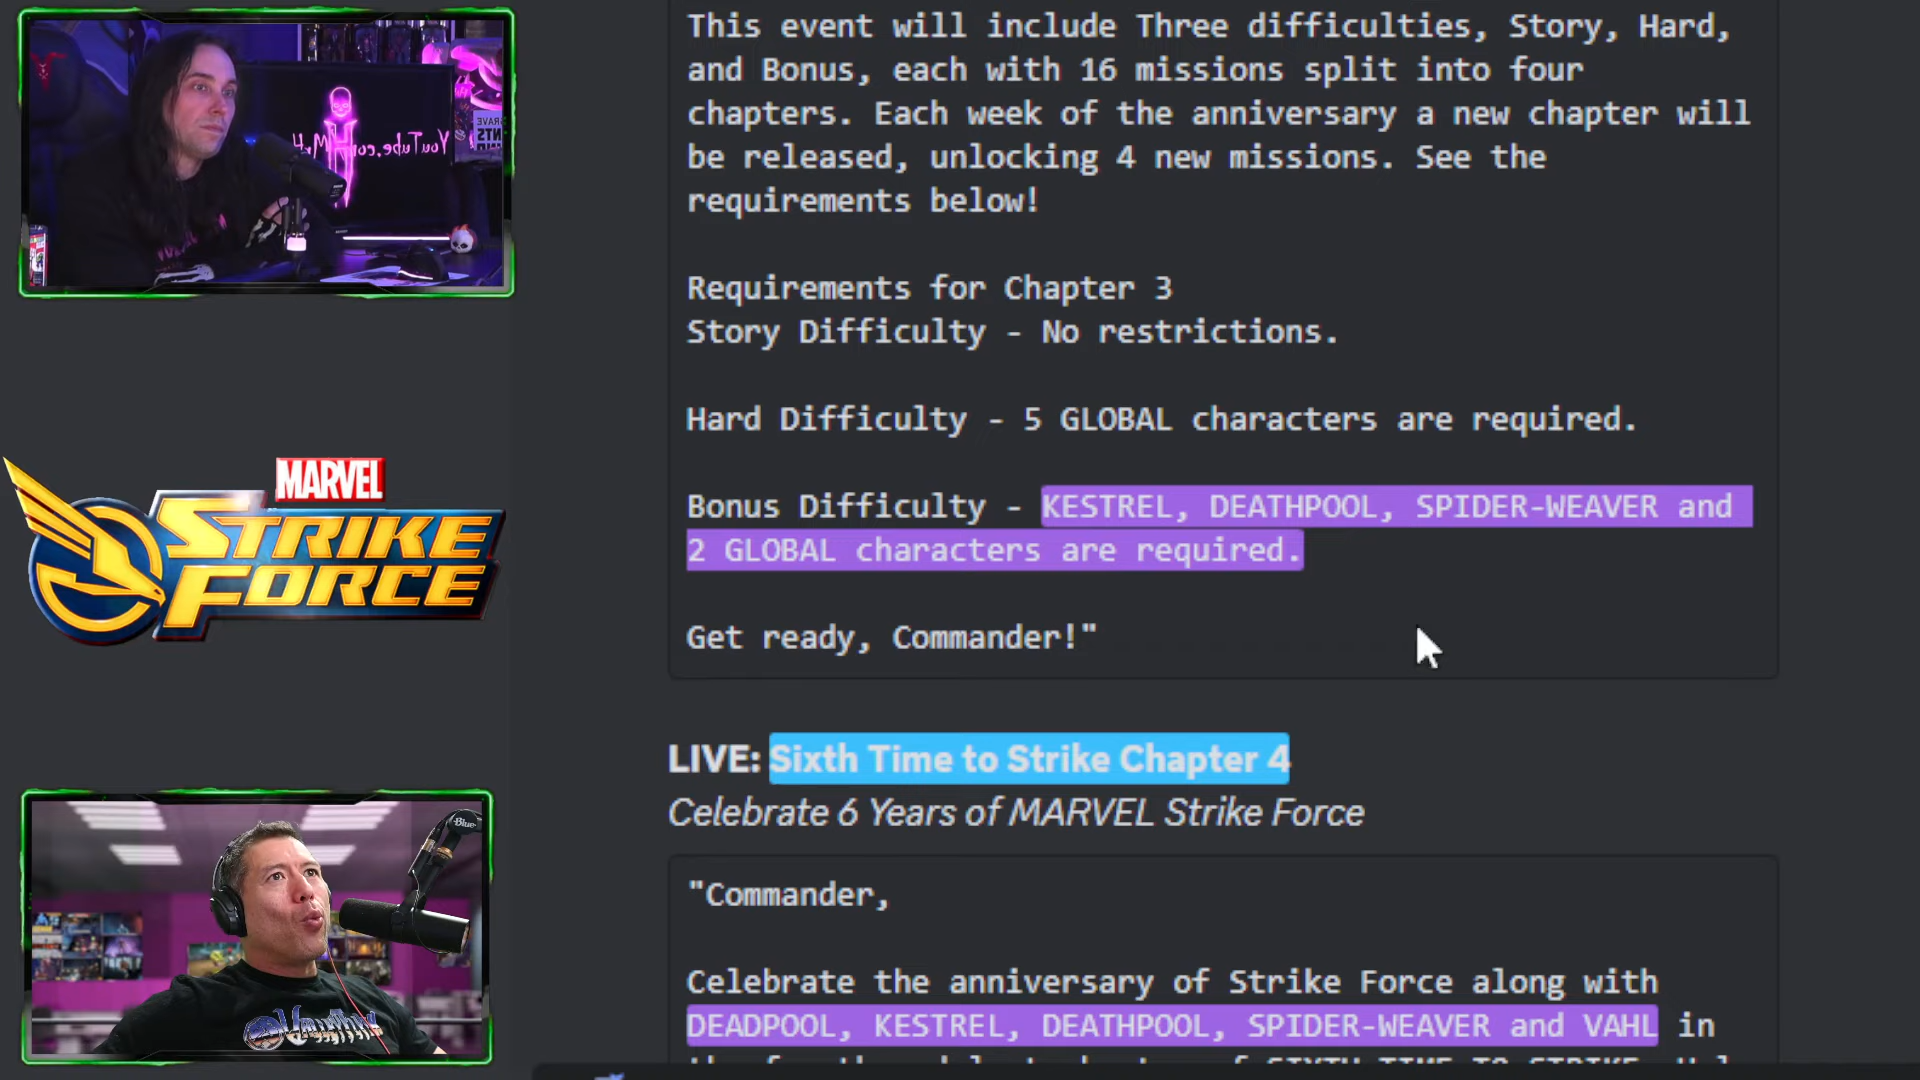 This event will include Three difficulties, Story, Hard,
and Bonus, each with 16 missions split into four
chapters. Each week of the anniversary a new chapter will
be released, unlocking 4 new missions. See the
requirements below!
Requirements for Chapter 3
Story Difficulty - No restrictions.
Hard Difficulty - 5 GLOBAL characters are required.
Bonus Difficulty - KESTREL, DEATHPOOL, SPIDER-WEAVER and
2 GLOBAL characters are required.
Get ready, Commander!"
LIVE: Sixth Time to Strike Chapter 4
Celebrate 6 Years of MARVEL Strike Force
"Commander,
Celebrate the anniversary of Strike Force along with
DEADPOOL, KESTREL, DEATHPOOL, SPIDER-WEAVER and VAHL in
MARVEL
STRIKE
FORCE
Blue